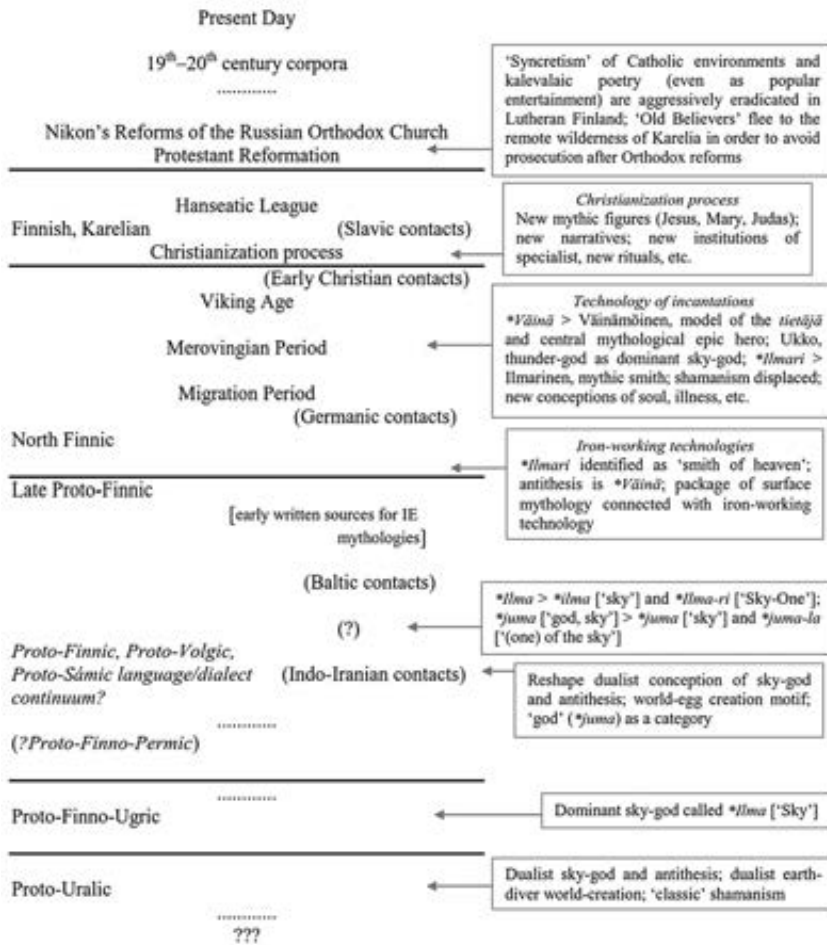 Present Day
19th–20th century corpora
............
Nikon's Reforms of the Russian Orthodox Church
Protestant Reformation
'Syncretism' of Catholic environments and
kalevalaic poetry (even as popular
entertainment) are aggressively eradicated in
Lutheran Finland; 'Old Believers' flee to the
remote wilderness of Karelia in order to avoid
prosecution after Orthodox reforms
Hanseatic League
Finnish, Karelian (Slavic contacts)
Christianization process
Christianization process
New mythic figures (Jesus, Mary, Judas);
new narratives; new institutions of
specialist, new rituals, etc.
(Early Christian contacts)
Viking Age
Merovingian Period
Migration Period
(Germanic contacts)
North Finnic
Technology of incantations
*Väinä > Väinämöinen, model of the tietäjä
and central mythological epic hero; Ukko,
thunder-god as dominant sky-god; *Ilmari >
Ilmarinen, mythic smith; shamanism displaced;
new conceptions of soul, illness, etc.
Iron-working technologies
*Ilmari identified as 'smith of heaven';
antithesis is *Väinä; package of surface
mythology connected with iron-working
technology
Late Proto-Finnic
[early written sources for IE
mythologies]
(Baltic contacts)
(?)
*Ilma > *ilma ['sky'] and *Ilma-ri ['Sky-One'];
*juma ['god, sky'] > *juma ['sky'] and *juma-la
['(one) of the sky']
Proto-Finnic, Proto-Volgic,
Proto-Sámic language/dialect
continuum?
(Indo-Iranian contacts)
Reshape dualist conception of sky-god
and antithesis; world-egg creation motif;
'god' (*juma) as a category
............
(?Proto-Finno-Permic)
............
Proto-Finno-Ugric
Dominant sky-god called *Ilma ['Sky']
Proto-Uralic
Dualist sky-god and antithesis; dualist earth-
diver world-creation; 'classic' shamanism
............
???